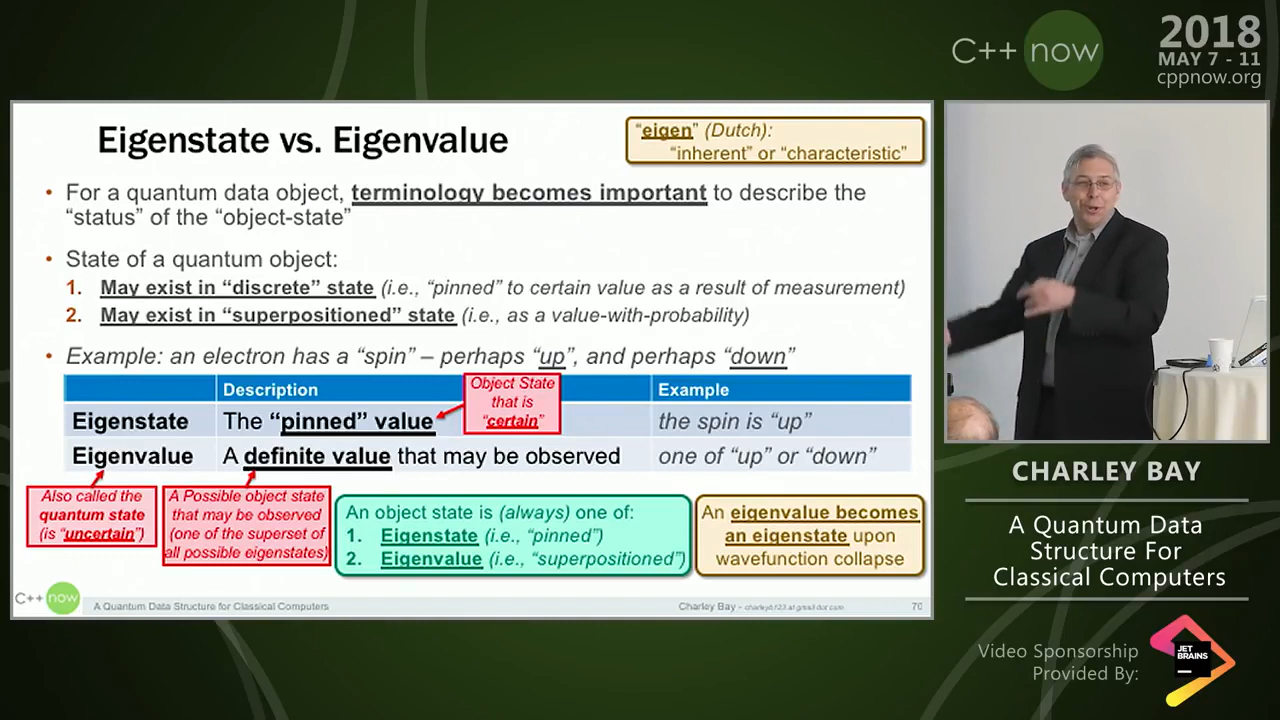 C++ now
2018
MAY 7 - 11
cppnow.org
Eigenstate vs. Eigenvalue
"eigen" (Dutch):
"inherent" or "characteristic"
• For a quantum data object, terminology becomes important to describe the
"status" of the "object-state"
• State of a quantum object:
1. May exist in "discrete" state (i.e., "pinned" to certain value as a result of measurement)
2. May exist in "superpositioned" state (i.e., as a value-with-probability)
• Example: an electron has a "spin" – perhaps "up", and perhaps "down"
Description
Example
Object State
that is
"certain"
Eigenstate
The "pinned" value
the spin is "up"
Eigenvalue
A definite value that may be observed
one of "up" or "down"
Also called the
quantum state
(is "uncertain")
A Possible object state
that may be observed
(one of the superset of
all possible eigenstates)
An object state is (always) one of:
1. Eigenstate (i.e., "pinned")
2. Eigenvalue (i.e., "superpositioned")
An eigenvalue becomes
an eigenstate upon
wavefunction collapse
C++ now
A Quantum Data Structure for Classical Computers
Charley Bay – charleyb123 at gmail dot com
70
CHARLEY BAY
A Quantum Data
Structure For
Classical Computers
Video Sponsorship
Provided By:
JET
BRAINS